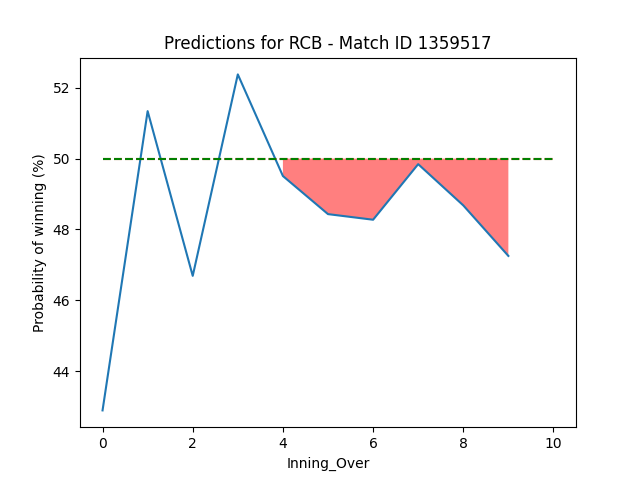 Predictions for RCB - Match ID 1359517
Probability of winning (%)
52
50
48
46
44
0 2 4 6 8 10
Inning_Over